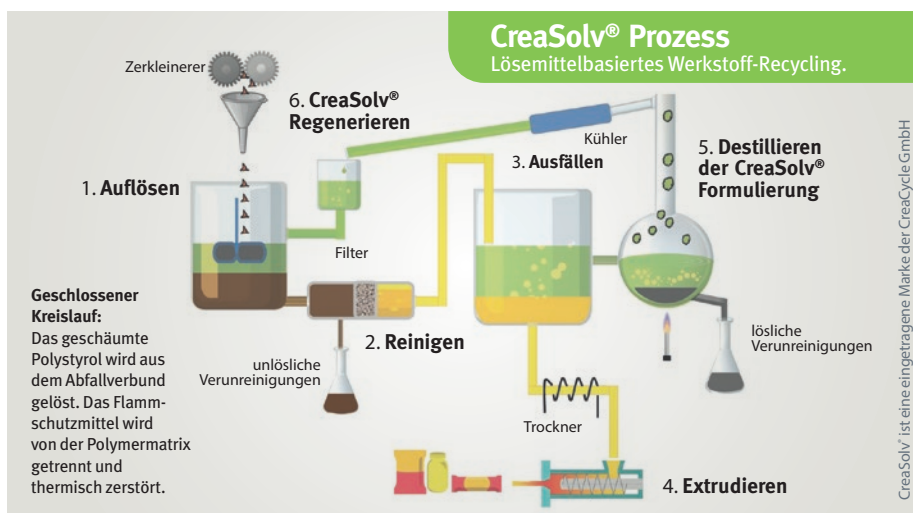 CreaSolv® Prozess
Lösemittelbasiertes Werkstoff-Recycling.
Zerkleinerer
6. CreaSolv®
Regenerieren
Kühler
1. Auflösen
3. Ausfällen
5. Destillieren
der CreaSolv®
Formulierung
Filter
Geschlossener
Kreislauf:
Das geschäumte
Polystyrol wird aus
dem Abfallverbund
gelöst. Das Flamm-
schutzmittel wird
von der Polymermatrix
getrennt und
thermisch zerstört.
2. Reinigen
unlösliche
Verunreinigungen
lösliche
Verunreinigungen
Trockner
4. Extrudieren
CreaSolv® ist eine eingetragene Marke der CreaCycle GmbH